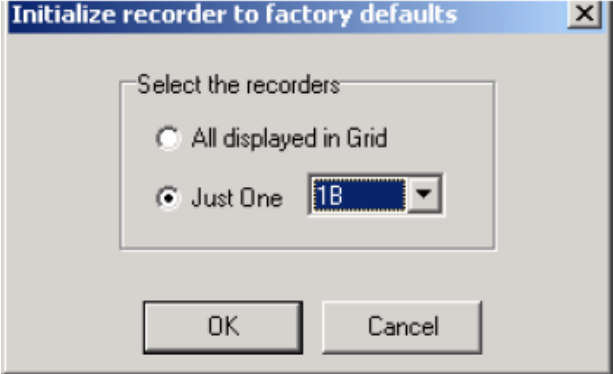 Initialize recorder to factory defaults
Select the recorders
All displayed in Grid
Just One 1B
OK Cancel